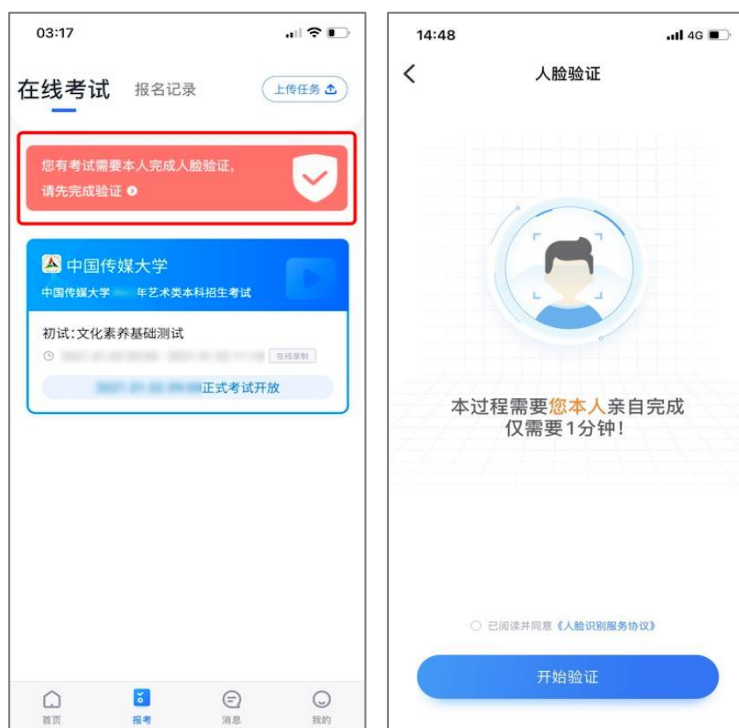 03:17
在线考试 报名记录 上传任务
您有考试需要本人完成人脸验证,
请先完成验证
中国传媒大学
中国传媒大学 年艺术类本科招生考试
初试:文化素养基础测试
在线录制
正式考试开放
首页 报考 消息 我的
14:48 4G
人脸验证
本过程需要您本人亲自完成
仅需要1分钟!
已阅读并同意《人脸识别服务协议》
开始验证